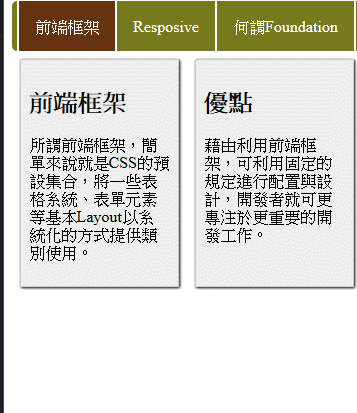 前端框架 Resposive 何謂Foundation
前端框架
所謂前端框架，簡
單來說就是CSS的預
設集合，將一些表
格系統、表單元素
等基本Layout以系
統化的方式提供類
別使用。
優點
藉由利用前端框
架，可利用固定的
規定進行配置與設
計，開發者就可更
專注於更重要的開
發工作。